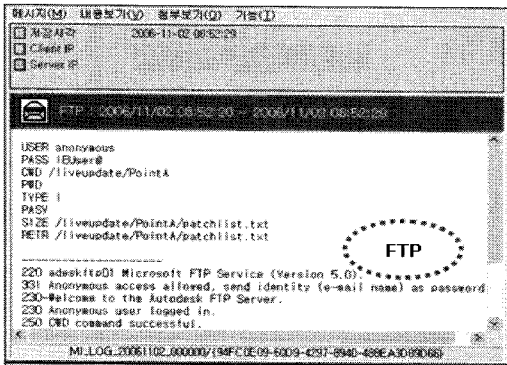 메시지(M) 내용보기(V) 첨부보기(Q) 기능(I)
저장시각 2006-11-02 08:52:29
Client IP
Server IP
FTP : 2006/11/02 08:52:20 ~ 2006/11/02 08:52:29
USER anonymous
PASS IEUser@
CWD /liveupdate/PointA
PWD
TYPE I
PASV
SIZE /liveupdate/PointA/patchlist.txt
RETR /liveupdate/PointA/patchlist.txt
--------------------
FTP
220 adeskftp01 Microsoft FTP Service (Version 5.0).
331 Anonymous access allowed, send identity (e-mail name) as password
230-Welcome to the Autodesk FTP Server.
230 Anonymous user logged in.
250 CWD command successful.
MI_LOG_20061102_000000/